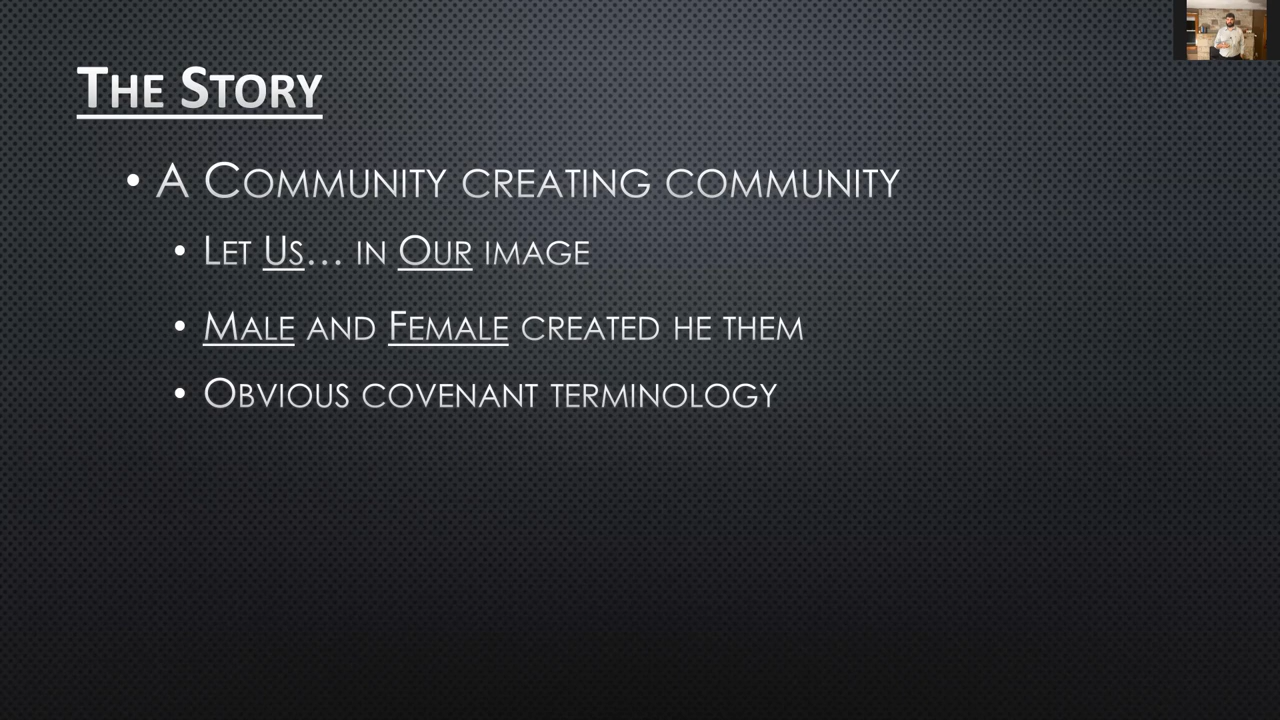 The Story
• A Community creating community
• Let Us... in Our image
• Male and Female created he them
• Obvious covenant terminology